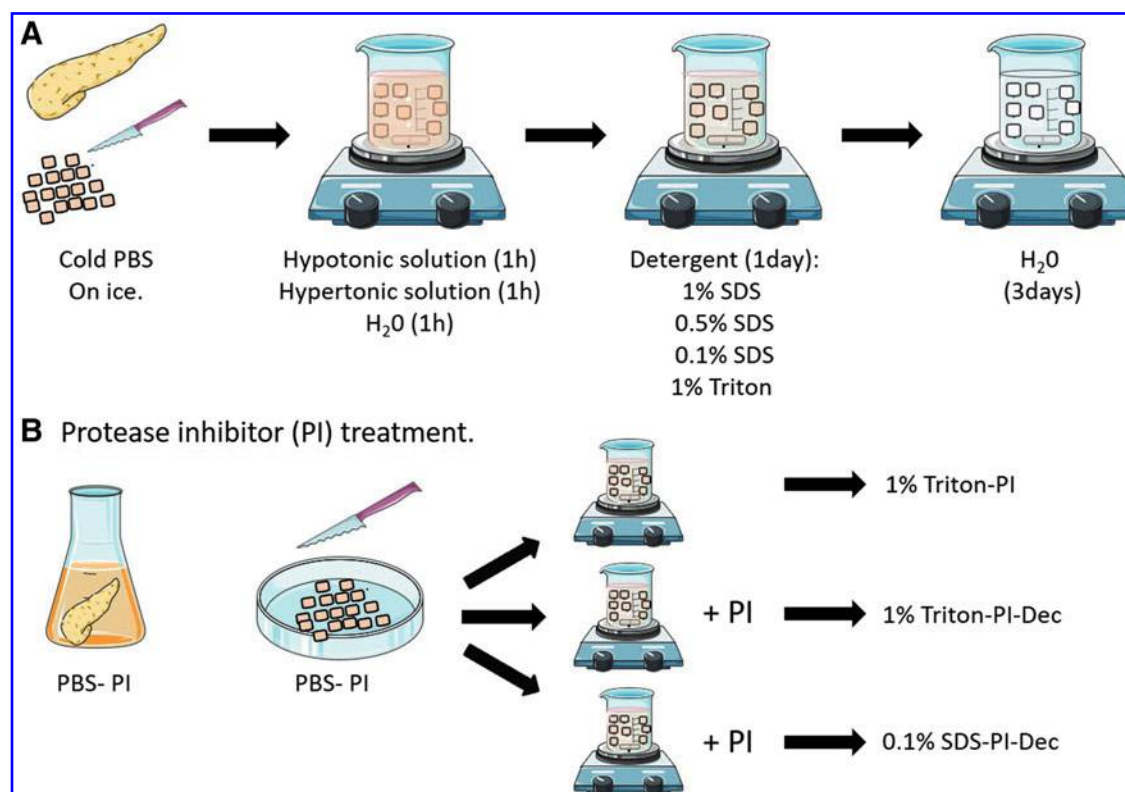 A
Cold PBS
On ice.
Hypotonic solution (1h)
Hypertonic solution (1h)
H₂0 (1h)
Detergent (1day):
1% SDS
0.5% SDS
0.1% SDS
1% Triton
H₂0
(3days)
B Protease inhibitor (PI) treatment.
PBS- PI
PBS- PI
1% Triton-PI
+ PI
1% Triton-PI-Dec
+ PI
0.1% SDS-PI-Dec